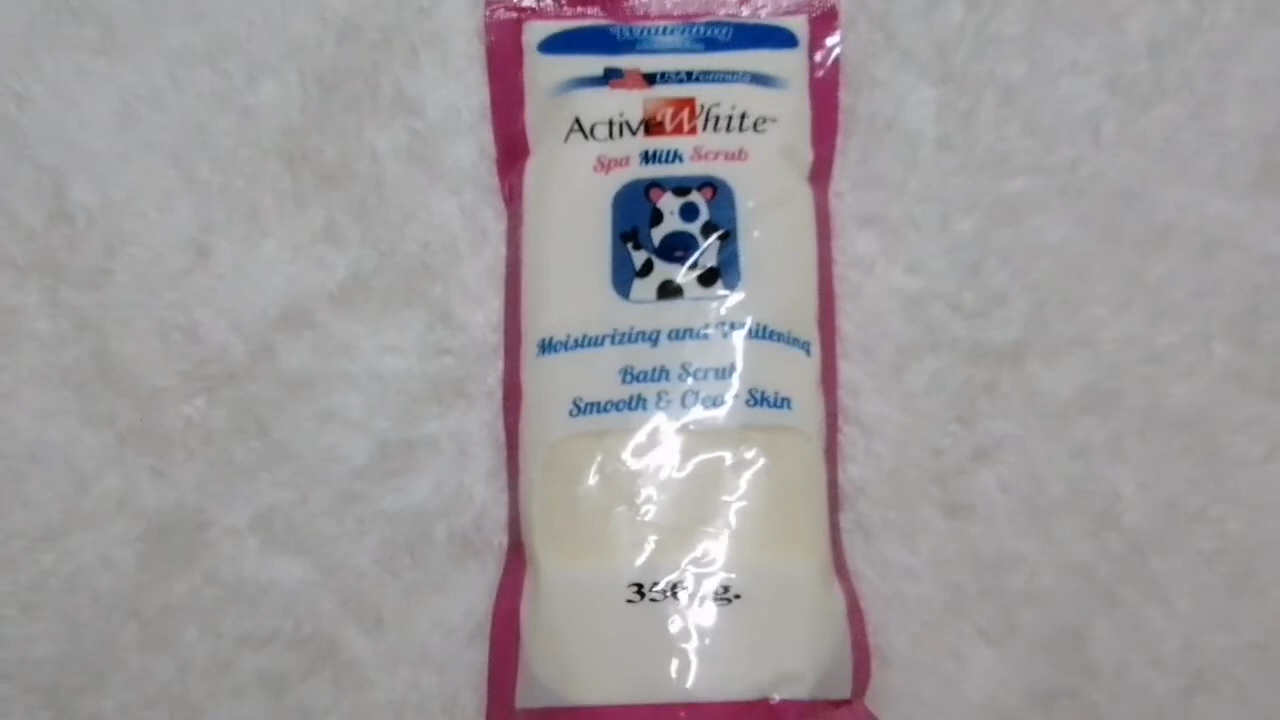 Whitening
USA Formula
ActiveWhite
Spa Milk Scrub
Moisturizing and Whitening
Bath Scrub
Smooth & Clear Skin
g.